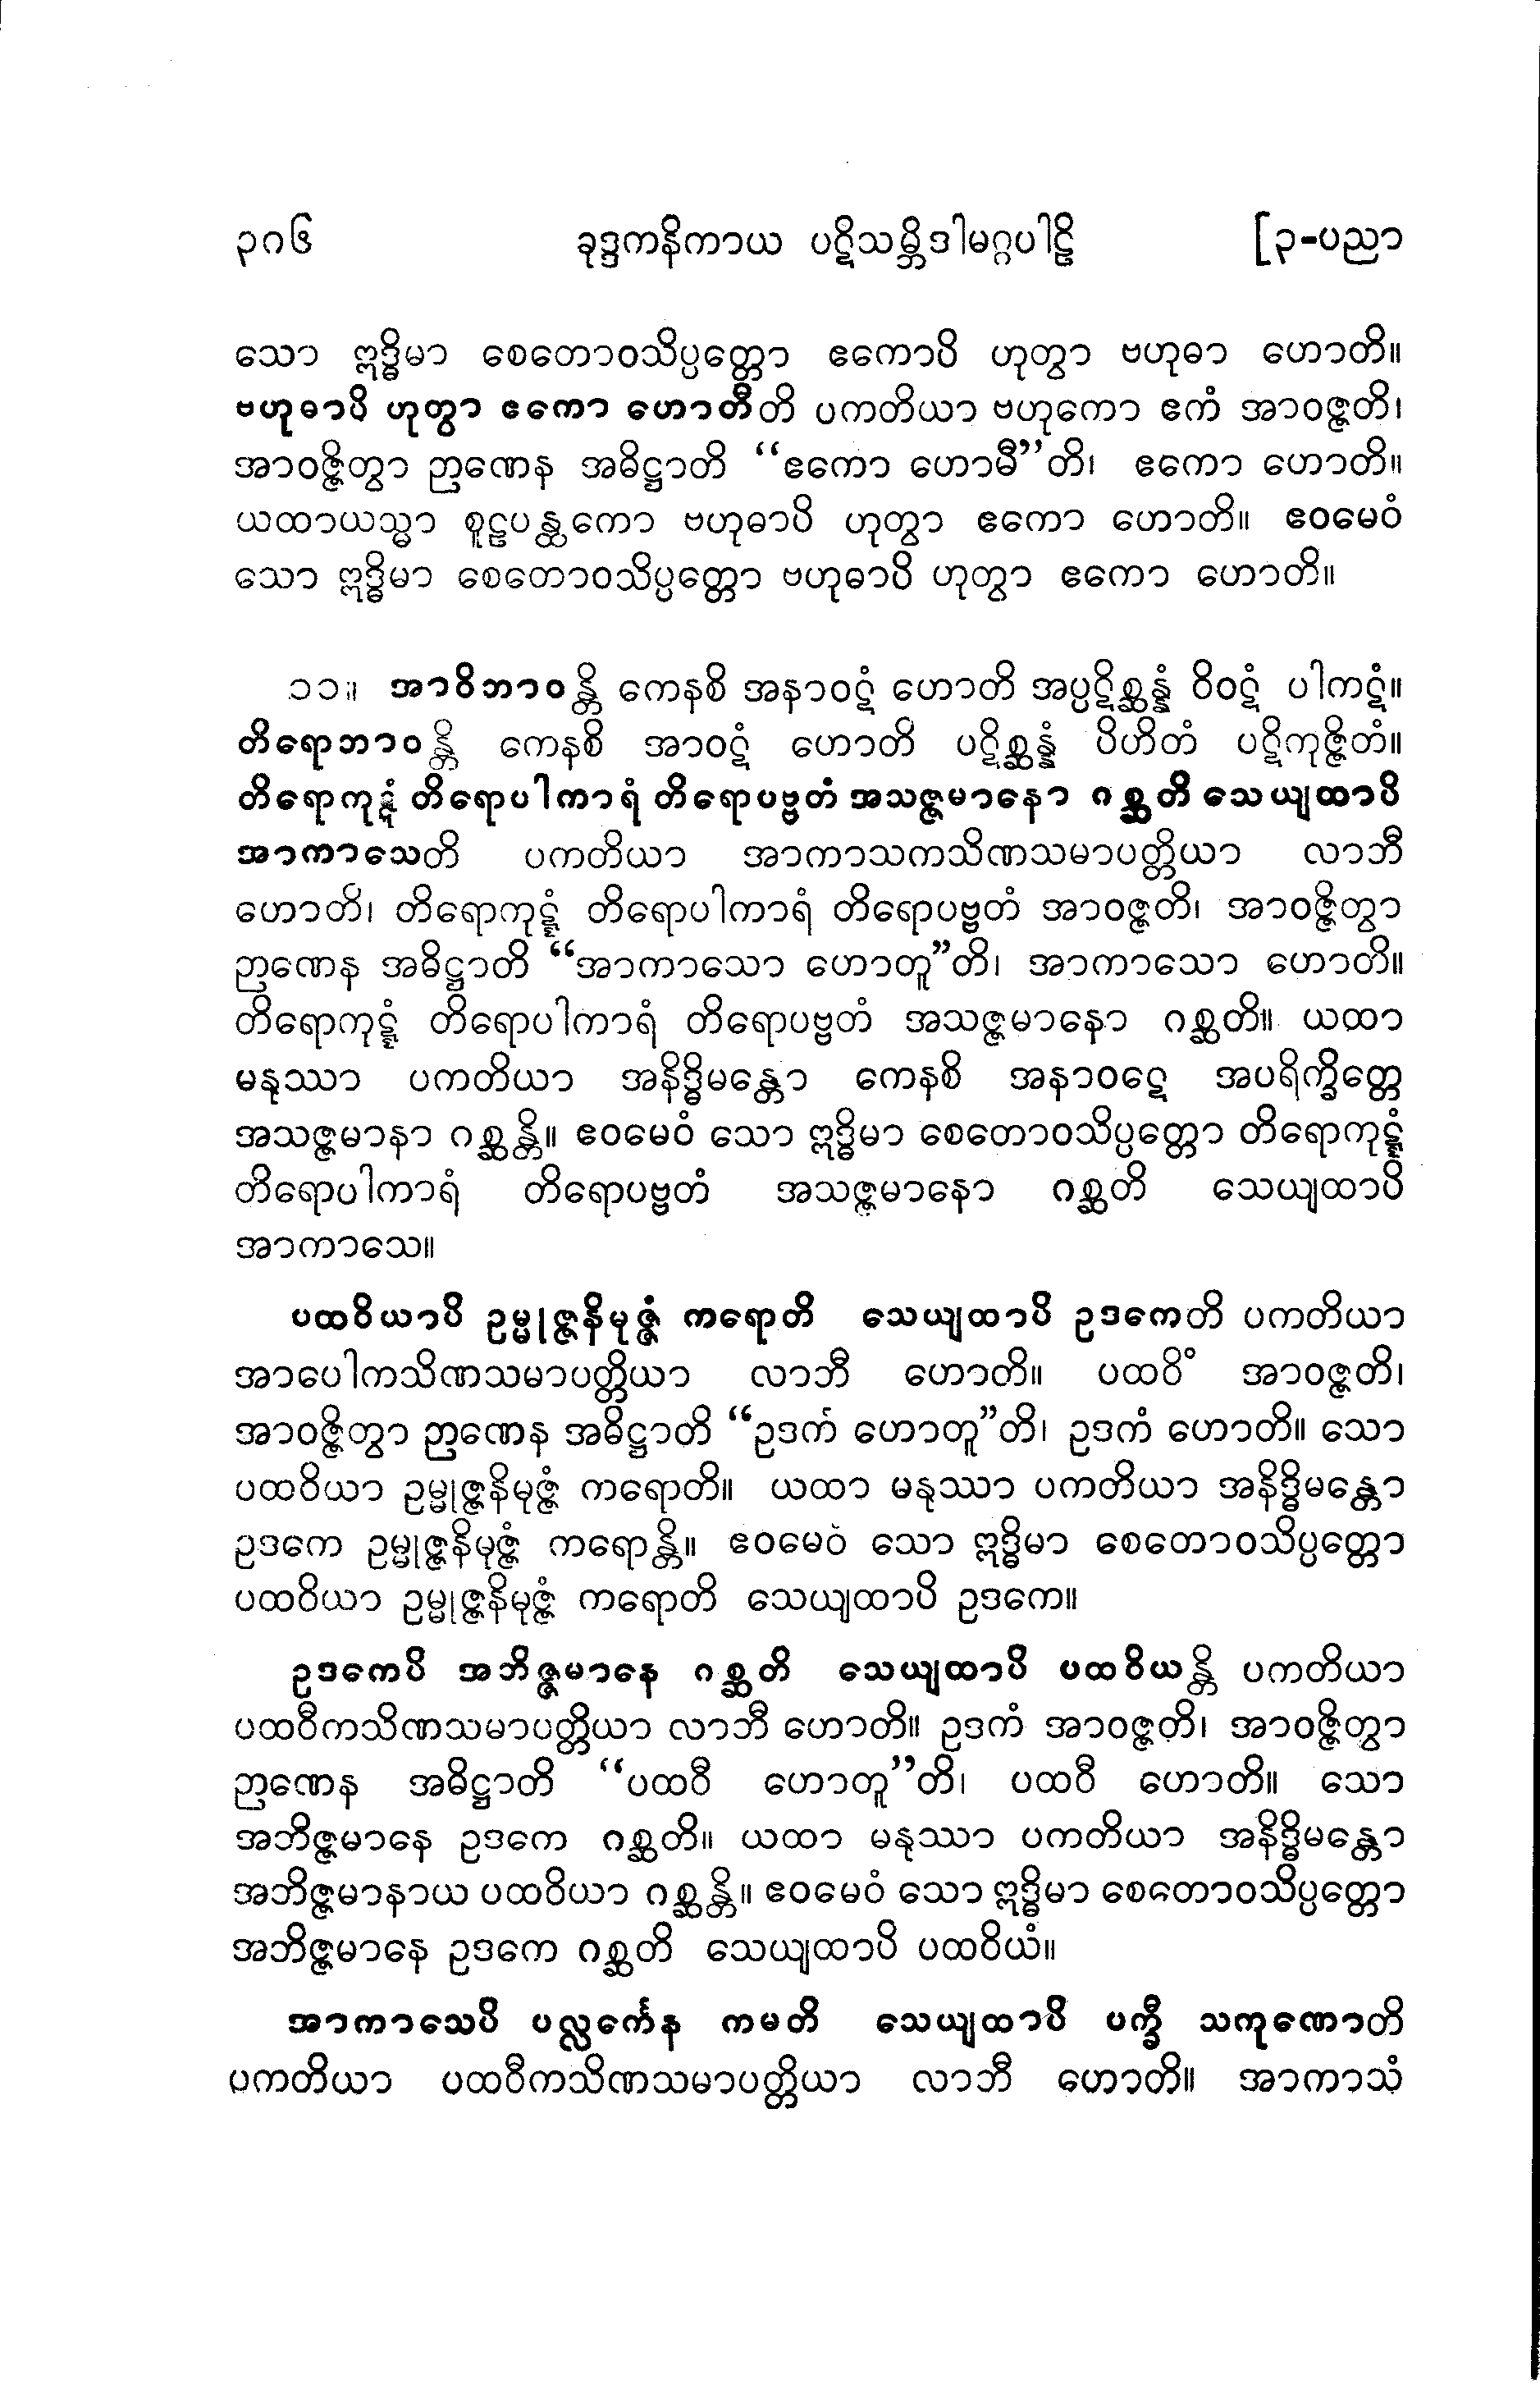 ၃၈၆ ခုဒ္ဒကနိကာယ ပဋိသမ္ဘိဒါမဂ္ဂပါဠိ [၃-ပညာ
သော ဣဒ္ဓိမာ စေတောဝသိပ္ပတ္တော ဧကောပိ ဟုတွာ ဗဟုဓာ ဟောတိ။
ဗဟုဓာပိ ဟုတွာ ဧကော ဟောတီတိ ပကတိယာ ဗဟုကော ဧကံ အာဝဇ္ဇတိ၊
အာဝဇ္ဇိတွာ ဉာဏေန အဓိဋ္ဌာတိ “ဧကော ဟောမီ”တိ၊ ဧကော ဟောတိ။
ယထာယသ္မာ စူဠပန္ထကော ဗဟုဓာပိ ဟုတွာ ဧကော ဟောတိ။ ဧဝမေဝံ
သော ဣဒ္ဓိမာ စေတောဝသိပ္ပတ္တော ဗဟုဓာပိ ဟုတွာ ဧကော ဟောတိ။
၁၁။ အာဝိဘာဝန္တိ ကေနစိ အနာဝဋံ ဟောတိ အပ္ပဋိစ္ဆန္နံ ဝိဝဋံ ပါကဋံ။
တိရောဘာဝန္တိ ကေနစိ အာဝဋံ ဟောတိ ပဋိစ္ဆန္နံ ပိဟိတံ ပဋိကုဇ္ဇိတံ။
တိရောကုဋ္ဋံ တိရောပါကာရံ တိရောပဗ္ဗတံ အသဇ္ဇမာနော ဂစ္ဆတိ သေယျထာပိ
အာကာသေတိ ပကတိယာ အာကာသကသိဏသမာပတ္တိယာ လာဘီ
ဟောတိ၊ တိရောကုဋ္ဋံ တိရောပါကာရံ တိရောပဗ္ဗတံ အာဝဇ္ဇတိ၊ အာဝဇ္ဇိတွာ
ဉာဏေန အဓိဋ္ဌာတိ “အာကာသော ဟောတူ”တိ၊ အာကာသော ဟောတိ။
တိရောကုဋ္ဋံ တိရောပါကာရံ တိရောပဗ္ဗတံ အသဇ္ဇမာနော ဂစ္ဆတိ။ ယထာ
မနုဿာ ပကတိယာ အနိဒ္ဓိမန္တော ကေနစိ အနာဝဋေ အပရိက္ခိတ္တေ
အသဇ္ဇမာနာ ဂစ္ဆန္တိ။ ဧဝမေဝံ သော ဣဒ္ဓိမာ စေတောဝသိပ္ပတ္တော တိရောကုဋ္ဋံ
တိရောပါကာရံ တိရောပဗ္ဗတံ အသဇ္ဇမာနော ဂစ္ဆတိ သေယျထာပိ
အာကာသေ။
ပထဝိယာပိ ဥမ္မုဇ္ဇနိမုဇ္ဇံ ကရောတိ သေယျထာပိ ဥဒကေတိ ပကတိယာ
အာပေါကသိဏသမာပတ္တိယာ လာဘီ ဟောတိ။ ပထဝိံ အာဝဇ္ဇတိ၊
အာဝဇ္ဇိတွာ ဉာဏေန အဓိဋ္ဌာတိ “ဥဒကံ ဟောတူ”တိ၊ ဥဒကံ ဟောတိ။ သော
ပထဝိယာ ဥမ္မုဇ္ဇနိမုဇ္ဇံ ကရောတိ။ ယထာ မနုဿာ ပကတိယာ အနိဒ္ဓိမန္တော
ဥဒကေ ဥမ္မုဇ္ဇနိမုဇ္ဇံ ကရောန္တိ။ ဧဝမေဝံ သော ဣဒ္ဓိမာ စေတောဝသိပ္ပတ္တော
ပထဝိယာ ဥမ္မုဇ္ဇနိမုဇ္ဇံ ကရောတိ သေယျထာပိ ဥဒကေ။
ဥဒကေပိ အဘိဇ္ဇမာနေ ဂစ္ဆတိ သေယျထာပိ ပထဝိယန္တိ ပကတိယာ
ပထဝီကသိဏသမာပတ္တိယာ လာဘီ ဟောတိ။ ဥဒကံ အာဝဇ္ဇတိ၊ အာဝဇ္ဇိတွာ
ဉာဏေန အဓိဋ္ဌာတိ “ပထဝီ ဟောတူ”တိ၊ ပထဝီ ဟောတိ။ သော
အဘိဇ္ဇမာနေ ဥဒကေ ဂစ္ဆတိ။ ယထာ မနုဿာ ပကတိယာ အနိဒ္ဓိမန္တော
အဘိဇ္ဇမာနာယ ပထဝိယာ ဂစ္ဆန္တိ။ ဧဝမေဝံ သော ဣဒ္ဓိမာ စေတောဝသိပ္ပတ္တော
အဘိဇ္ဇမာနေ ဥဒကေ ဂစ္ဆတိ သေယျထာပိ ပထဝိယံ။
အာကာသေပိ ပလ္လင်္ကေန ကမတိ သေယျထာပိ ပက္ခီ သကုဏောတိ
ပကတိယာ ပထဝီကသိဏသမာပတ္တိယာ လာဘီ ဟောတိ။ အာကာသံ